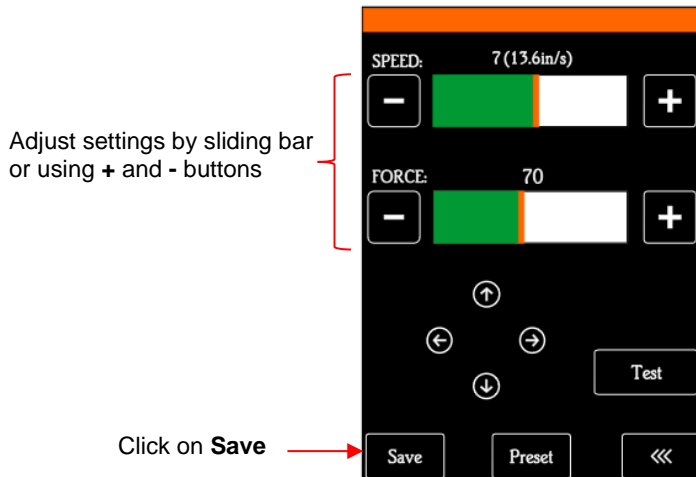 SPEED:
7 (13.6in/s)
-
+
Adjust settings by sliding bar
or using + and - buttons
FORCE:
70
-
+
Test
Click on Save
Save
Preset
<<<